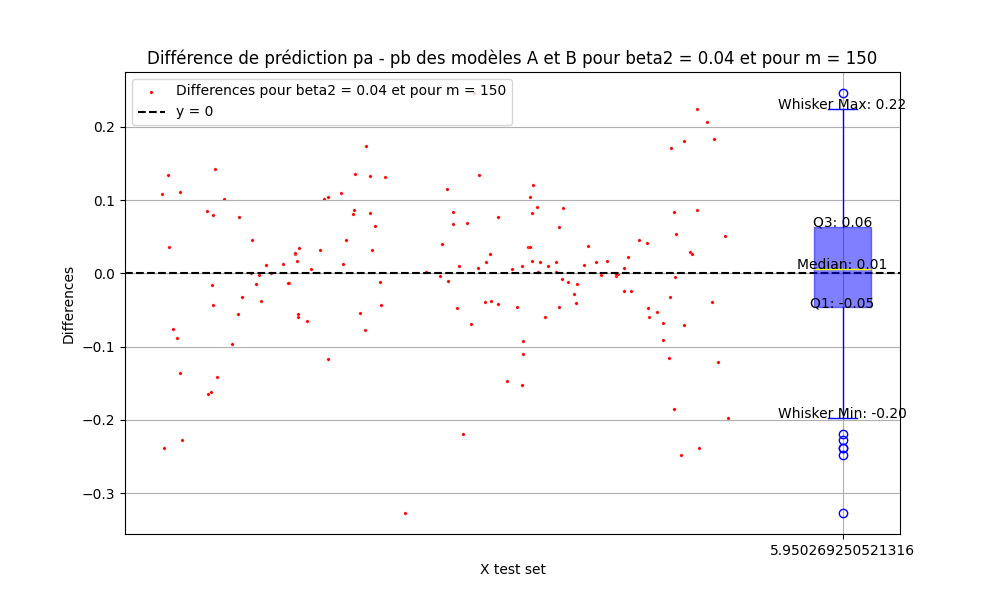 Différence de prédiction pa - pb des modèles A et B pour beta2 = 0.04 et pour m = 150
Differences pour beta2 = 0.04 et pour m = 150
y = 0
Whisker Max: 0.22
Q3: 0.06
Median: 0.01
Q1: -0.05
Whisker Min: -0.20
0.2
0.1
0.0
−0.1
−0.2
−0.3
Differences
5.950269250521316
X test set